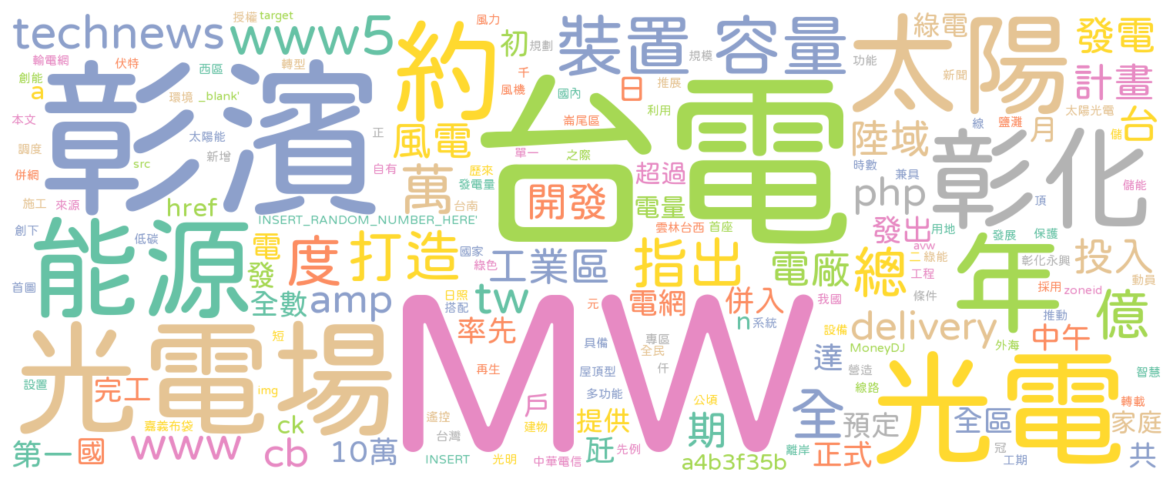 technews
www5
授權
target
風力
初
規劃
約
裝置
容量
規模
綠電
太陽
發電
輸電網
伏特
西區
轉型
創能
a
環境
_blank'
本文
彰濱
太陽能
正
調度
新增
src
併網
來源
自有
施工
href
風電
萬
歷來
發電量
台南
千
風機
國內
推展
日
利用
崙尾區
單一
之際
台電
開發
超過
電量
雲林台西
首座
功能
新聞
計畫
太陽光電
陸域
線
鹽灘
月
台
儲
時數
兼具
php
彰化
儲能
頂
發出
用地
發展
保護
avw
二
綠能
彰化永興
工程
動員
創下
低碳
INSERT_RANDOM_NUMBER_HERE'
能源
電
發
度
打造
國家
綠色
工業區
指出
電廠
總
年
投入
條件
採用
zoneid
首圖
全數
amp
日照
搭配
tw
元
電網
併入
我國
億
推動
外海
光電場
短
率先
n
系統
設備
delivery
中午
達
MoneyDJ
智慧
設置
完工
img
再生
具備
專區
全民
仟
屋頂型
多功能
營造
線路
光電
轉載
嘉義布袋
ck
遙控
戶
建物
提供
期
公頃
全
預定
全區
家庭
冠
第一
國
www
cb
10萬
台灣
INSERT
光明
中華電信
瓩
先例
a4b3f35b
離岸
正式
工期
共